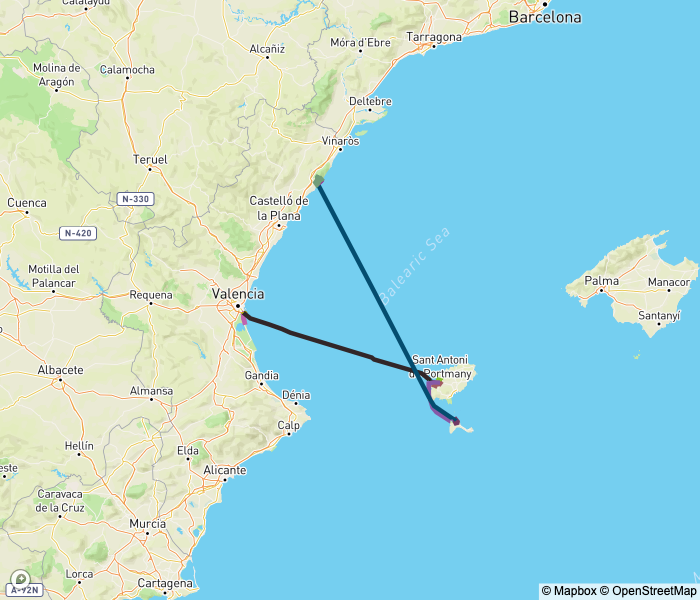 Calatayud
Barcelona
Alcañiz
Móra d'Ebre
Tarragona
Molina de
Aragón
Calamocha
Deltebre
Vinaròs
Teruel
N-330
Castelló de
la Plana
Cuenca
N-420
Balearic Sea
Motilla del
Palancar
Requena
Valencia
Palma
Manacor
Santanyí
Sant Antoni
de Portmany
Albacete
Almansa
Gandia
Dénia
Calp
Hellín
Elda
Alicante
Caravaca
de la Cruz
Murcia
Lorca
A-92N
Cartagena
© Mapbox © OpenStreetMap